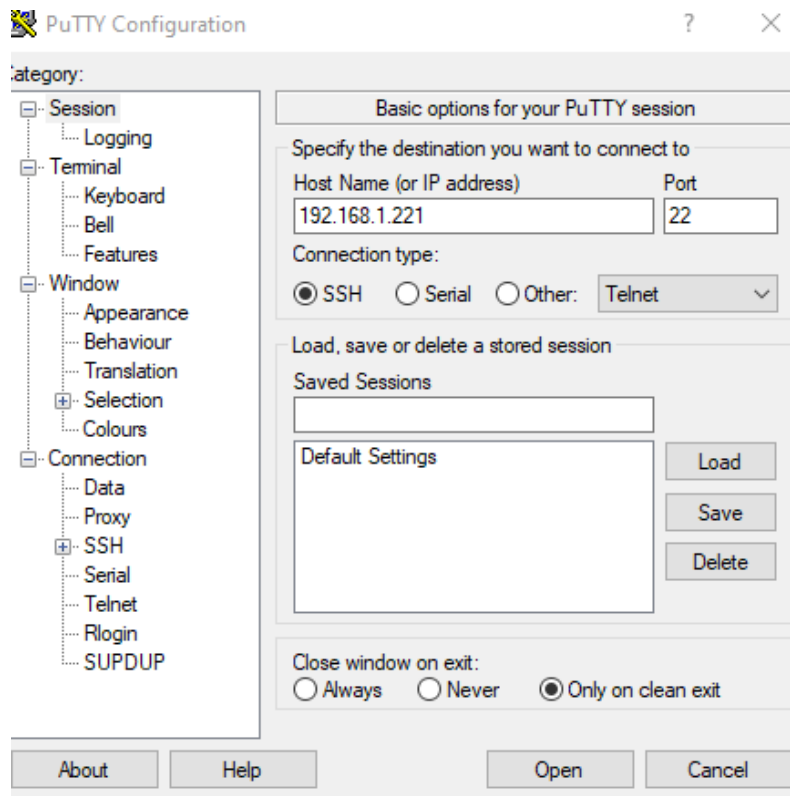 PuTTY Configuration ? ×
Category:
Session
Logging
Terminal
Keyboard
Bell
Features
Window
Appearance
Behaviour
Translation
Selection
Colours
Connection
Data
Proxy
SSH
Serial
Telnet
Rlogin
SUPDUP
Basic options for your PuTTY session
Specify the destination you want to connect to
Host Name (or IP address) Port
192.168.1.221 22
Connection type:
SSH Serial Other: Telnet
Load, save or delete a stored session
Saved Sessions
Default Settings
Load
Save
Delete
Close window on exit:
Always Never Only on clean exit
About Help Open Cancel